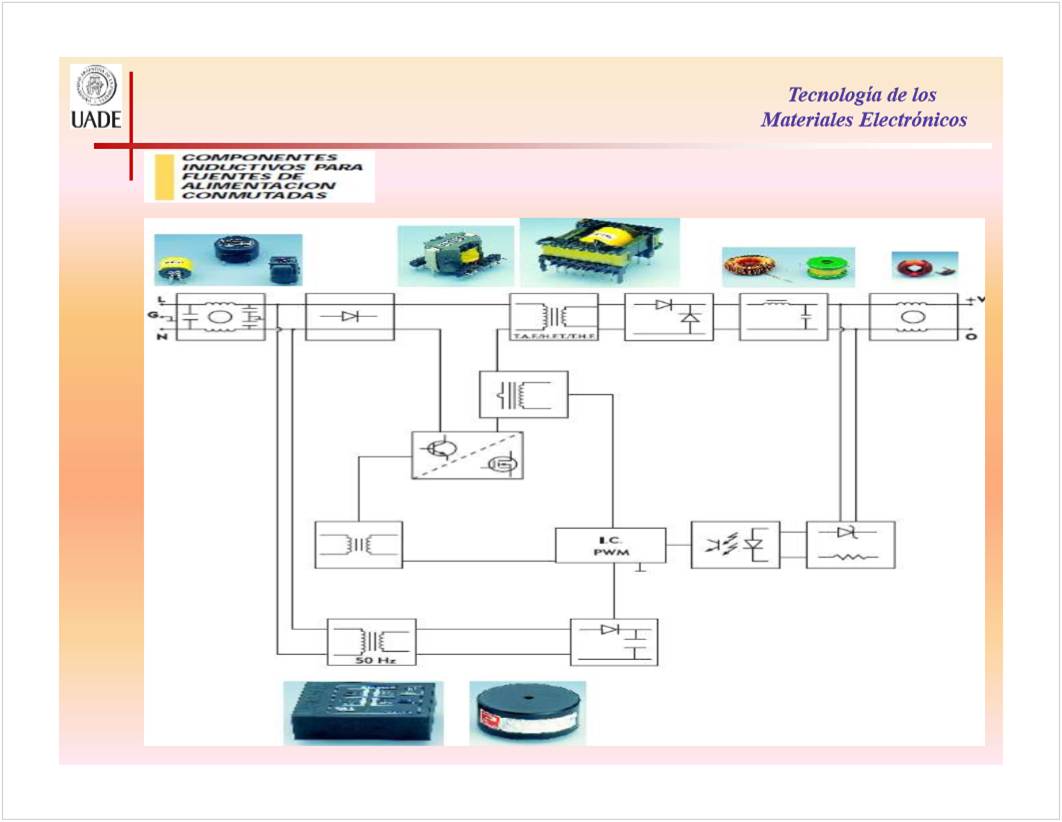 UADE
Tecnología de los
Materiales Electrónicos
COMPONENTES
INDUCTIVOS PARA
FUENTES DE
ALIMENTACION
CONMUTADAS
L
G
N
T.A.F./H.F.T./T.H.F.
+V
O
I.C.
PWM
50 Hz